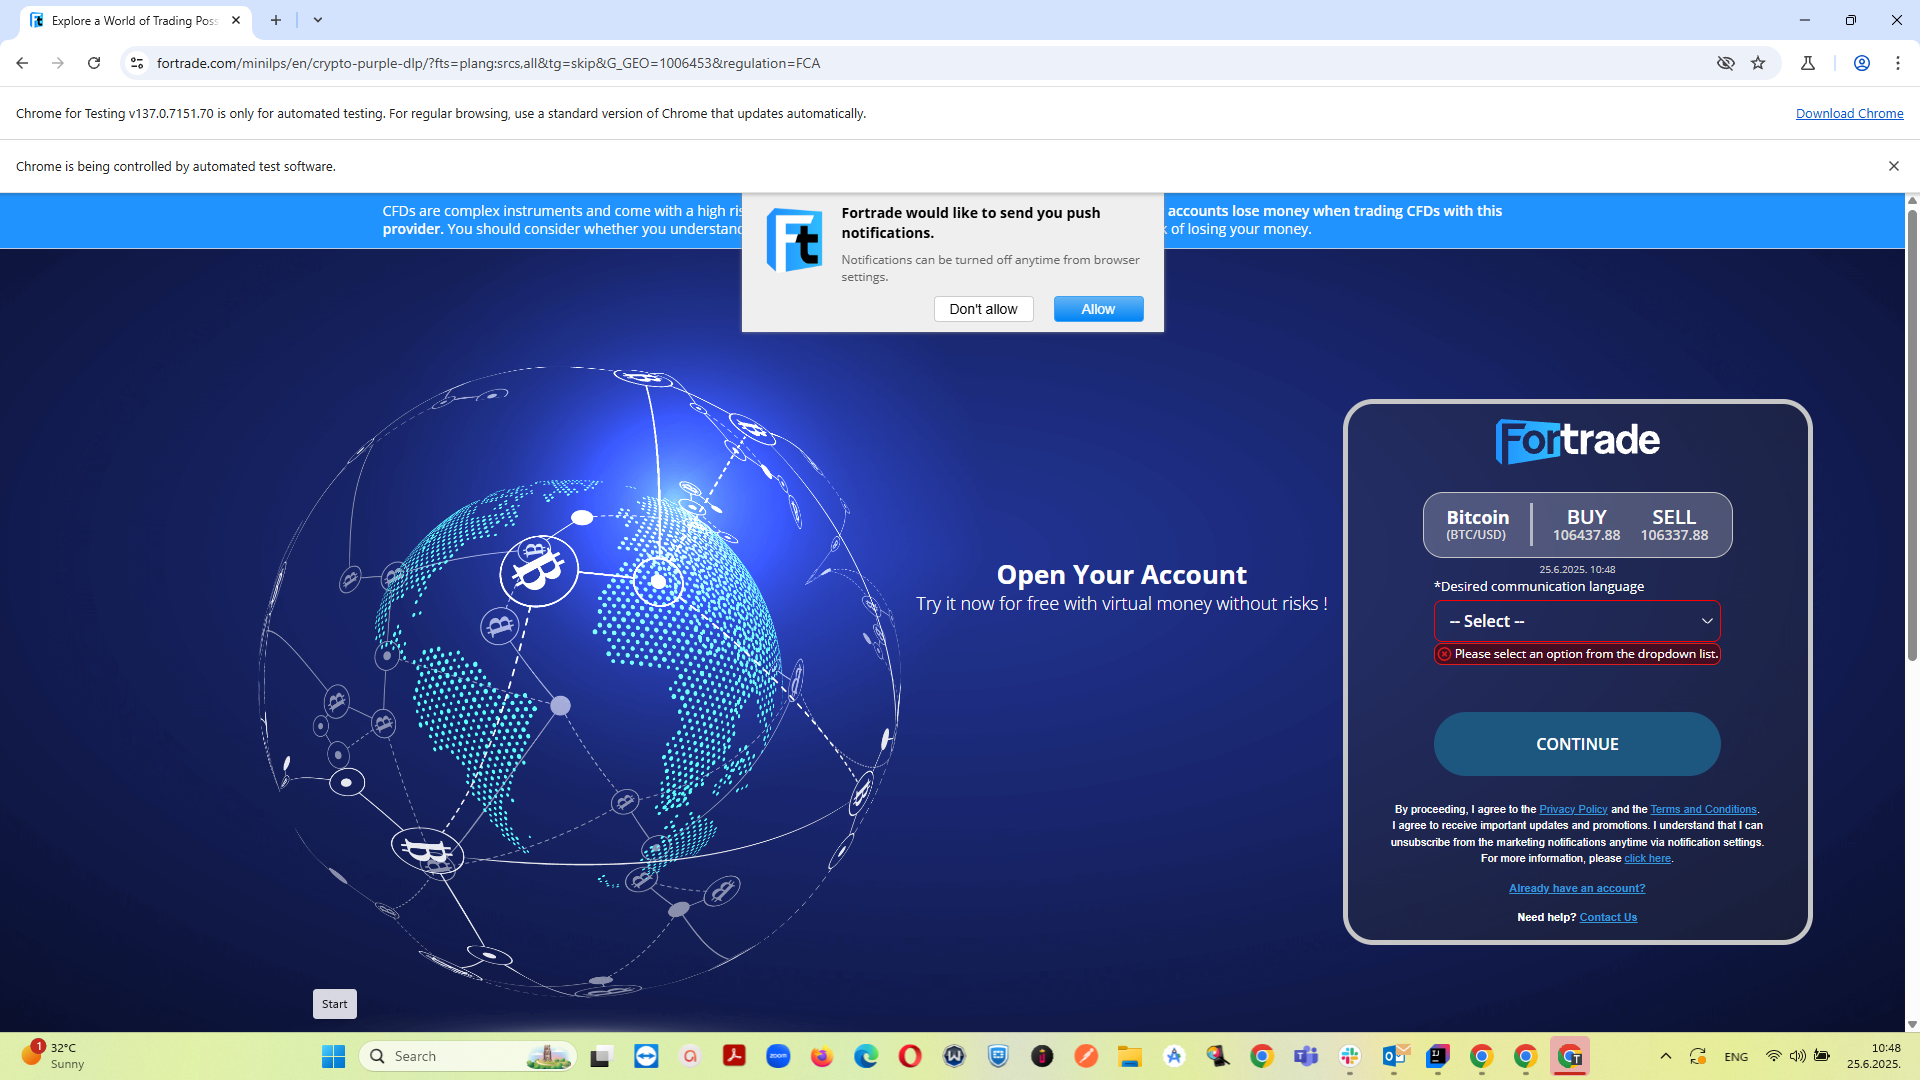 Explore a World of Trading Poss
fortrade.com/minilps/en/crypto-purple-dlp/?fts=plang:srcs,all&tg=skip&G_GEO=1006453&regulation=FCA
Chrome for Testing v137.0.7151.70 is only for automated testing. For regular browsing, use a standard version of Chrome that updates automatically.
Download Chrome
Chrome is being controlled by automated test software.
CFDs are complex instruments and come with a high ris
accounts lose money when trading CFDs with this
provider. You should consider whether you understand
of losing your money.
Ft
Fortrade would like to send you push
notifications.
Notifications can be turned off anytime from browser
settings.
Don't allow
Allow
Fortrade
Bitcoin
(BTC/USD)
BUY
106437.88
SELL
106337.88
25.6.2025. 10:48
*Desired communication language
-- Select --
Please select an option from the dropdown list.
Open Your Account
Try it now for free with virtual money without risks !
CONTINUE
By proceeding, I agree to the Privacy Policy and the Terms and Conditions.
I agree to receive important updates and promotions. I understand that I can
unsubscribe from the marketing notifications anytime via notification settings.
For more information, please click here.
Already have an account?
Need help? Contact Us
Start
1
32°C
Sunny
Search
zoom
ENG
10:48
25.6.2025.